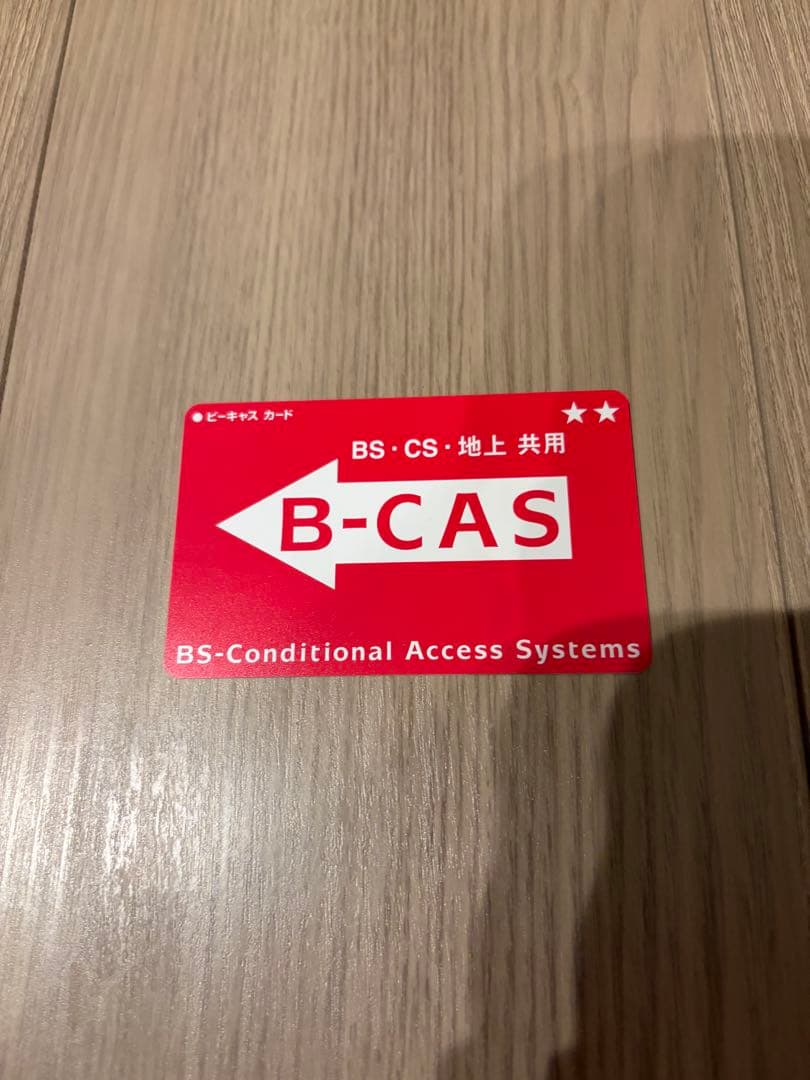 ●ビーキャス カード
★★
BS・CS・地上 共用
B-CAS
BS-Conditional Access Systems